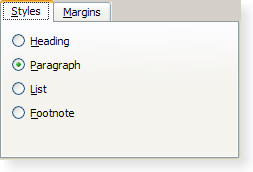 Styles Margins
Heading
Paragraph
List
Footnote